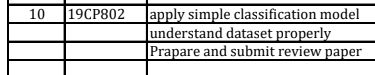 10 19CP802 apply simple classification model
understand dataset properly
Prapare and submit review paper